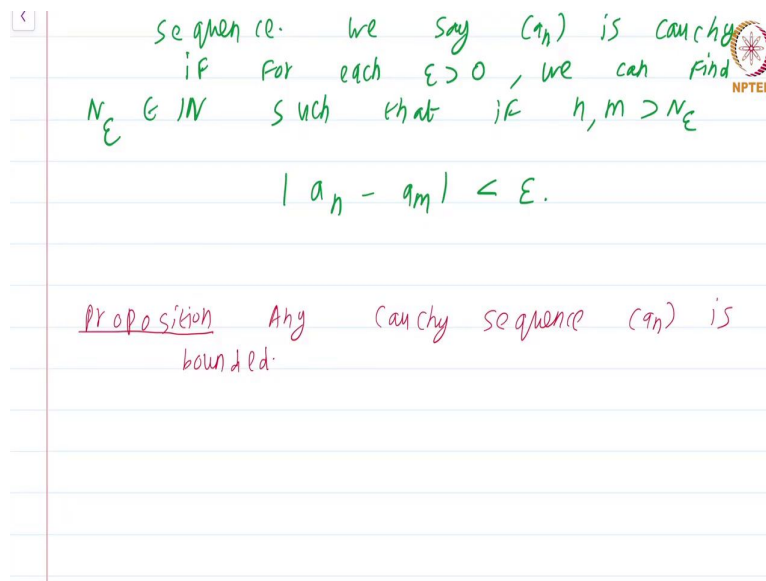 sequence. We say (aₙ) is Cauchy
if for each ε > 0, we can find
NPTEL
N_ε ∈ ℕ such that if n, m > N_ε
| aₙ - aₘ | < ε.
Proposition Any Cauchy sequence (aₙ) is
bounded.